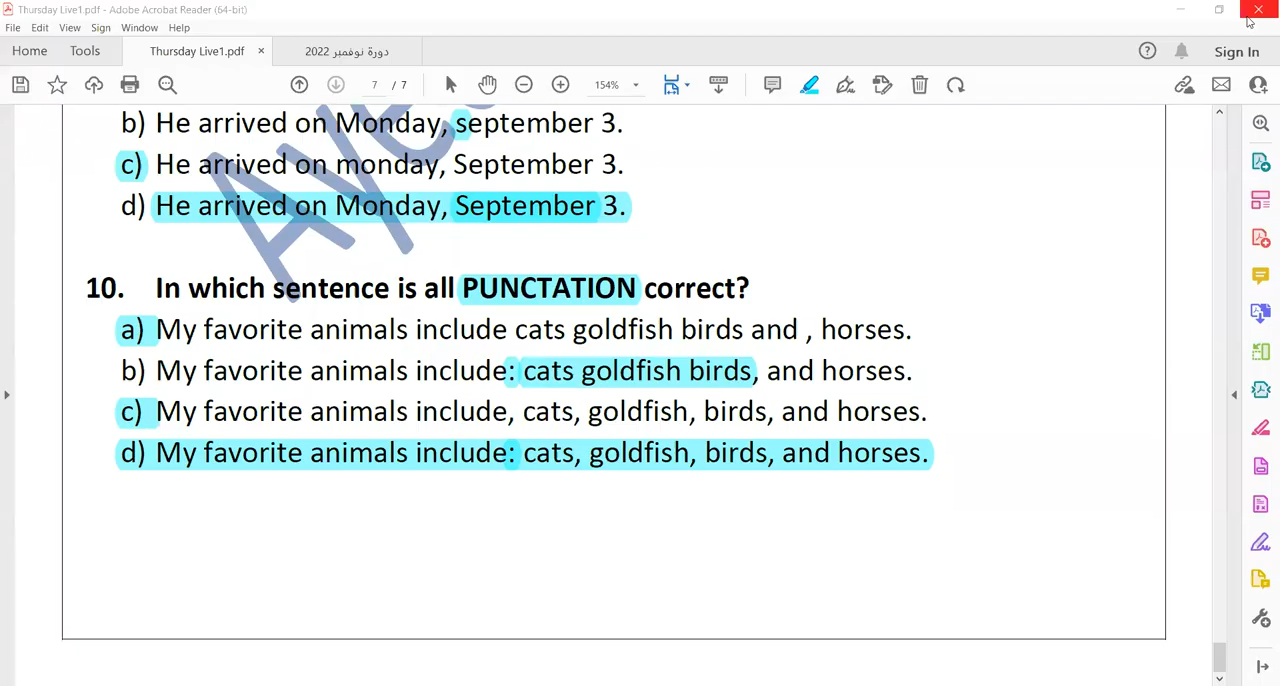 Thursday Live1.pdf - Adobe Acrobat Reader (64-bit)
File Edit View Sign Window Help
Home Tools Thursday Live1.pdf × دورة نوفمبر 2022 Sign In
7 / 7 154%
b) He arrived on Monday, september 3.
c) He arrived on monday, September 3.
d) He arrived on Monday, September 3.
10. In which sentence is all PUNCTATION correct?
a) My favorite animals include cats goldfish birds and , horses.
b) My favorite animals include: cats goldfish birds, and horses.
c) My favorite animals include, cats, goldfish, birds, and horses.
d) My favorite animals include: cats, goldfish, birds, and horses.